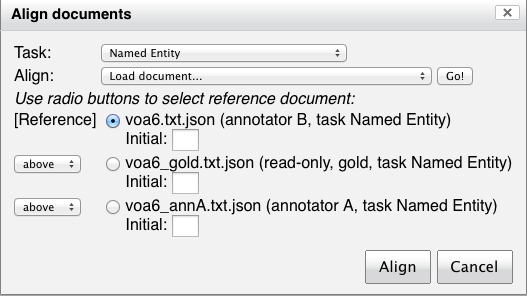 Align documents
Task: Named Entity
Align: Load document... Go!
Use radio buttons to select reference document:
[Reference] voa6.txt.json (annotator B, task Named Entity)
Initial:
above voa6_gold.txt.json (read-only, gold, task Named Entity)
Initial:
above voa6_annA.txt.json (annotator A, task Named Entity)
Initial:
Align Cancel